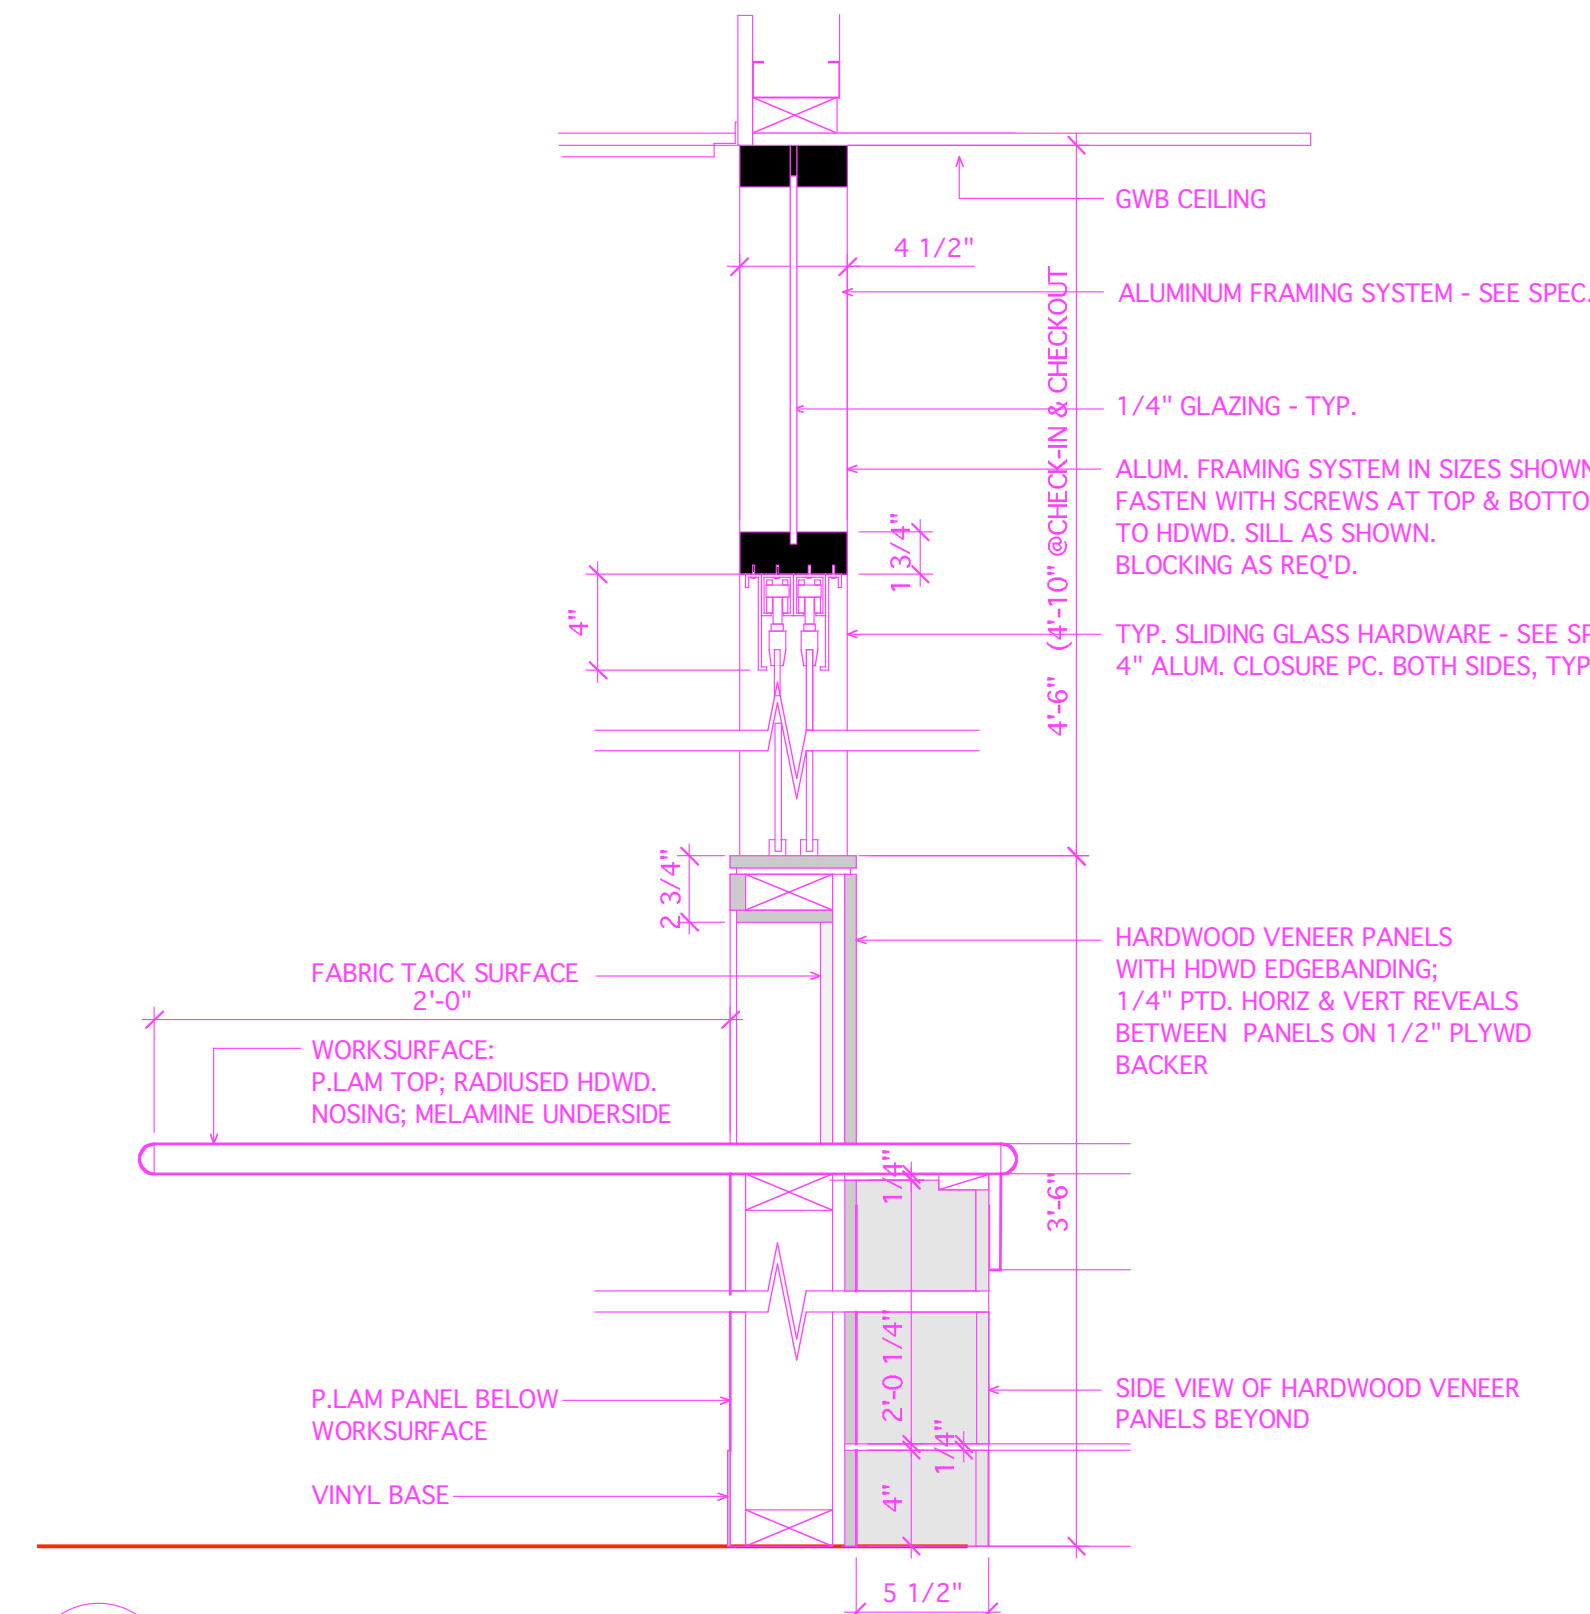 GWB CEILING
4 1/2"
ALUMINUM FRAMING SYSTEM - SEE SPEC.
1/4" GLAZING - TYP.
ALUM. FRAMING SYSTEM IN SIZES SHOWN
FASTEN WITH SCREWS AT TOP & BOTTO
TO HDWD. SILL AS SHOWN.
BLOCKING AS REQ'D.
1 3/4"
4"
TYP. SLIDING GLASS HARDWARE - SEE SP
4" ALUM. CLOSURE PC. BOTH SIDES, TYP
4'-6" (4'-10" @CHECK-IN & CHECKOUT
2 3/4"
HARDWOOD VENEER PANELS
WITH HDWD EDGEBANDING;
1/4" PTD. HORIZ & VERT REVEALS
BETWEEN PANELS ON 1/2" PLYWD
BACKER
FABRIC TACK SURFACE
2'-0"
WORKSURFACE:
P.LAM TOP; RADIUSED HDWD.
NOSING; MELAMINE UNDERSIDE
1/4"
3'-6"
2'-0 1/4"
P.LAM PANEL BELOW
WORKSURFACE
SIDE VIEW OF HARDWOOD VENEER
PANELS BEYOND
1/4"
VINYL BASE
4"
5 1/2"